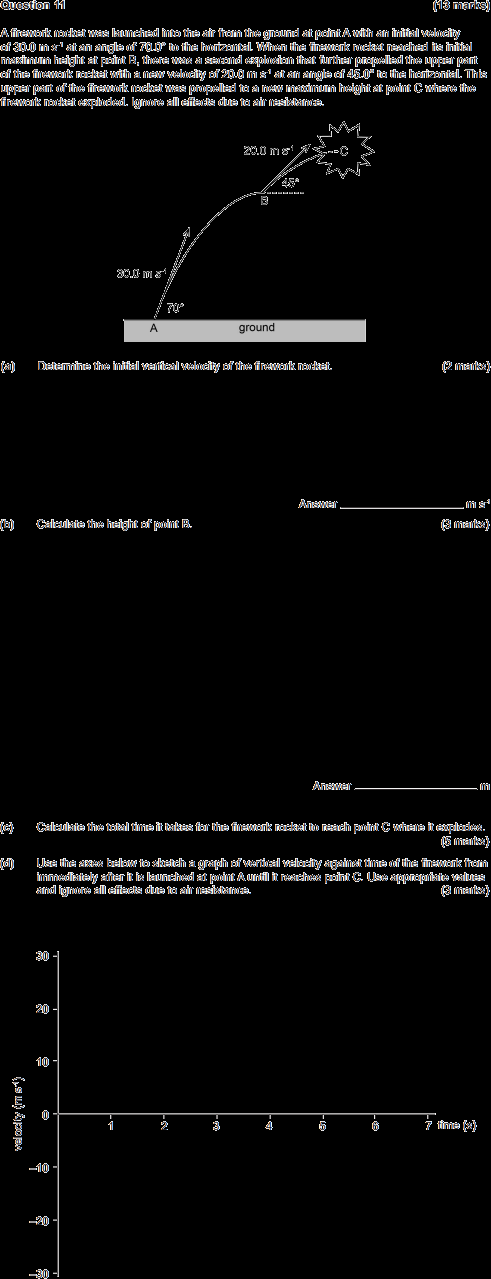 Question 11 (13 marks)
A firework rocket was launched into the air from the ground at point A with an initial velocity
of 30.0 m s⁻¹ at an angle of 70.0° to the horizontal. When the firework rocket reached its initial
maximum height at point B, there was a second explosion that further propelled the upper part
of the firework rocket with a new velocity of 20.0 m s⁻¹ at an angle of 45.0° to the horizontal. This
upper part of the firework rocket was propelled to a new maximum height at point C where the
firework rocket exploded. Ignore all effects due to air resistance.
20.0 m s⁻¹
C
45°
B
30.0 m s⁻¹
70°
A
ground
(a) Determine the initial vertical velocity of the firework rocket. (2 marks)
Answer ____________ m s⁻¹
(b) Calculate the height of point B. (3 marks)
Answer ____________ m
(c) Calculate the total time it takes for the firework rocket to reach point C where it explodes.
(5 marks)
(d) Use the axes below to sketch a graph of vertical velocity against time of the firework from
immediately after it is launched at point A until it reaches point C. Use appropriate values
and ignore all effects due to air resistance. (3 marks)
30
20
10
0
–10
–20
–30
velocity (m s⁻¹)
1 2 3 4 5 6 7 time (s)